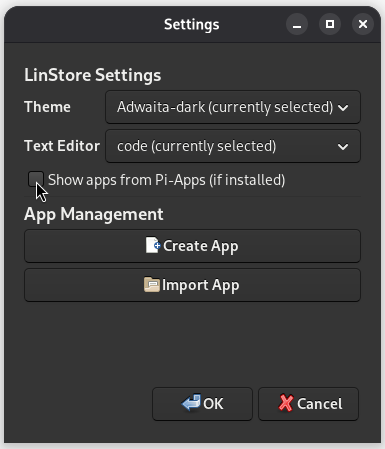 Settings
LinStore Settings
Theme Adwaita-dark (currently selected)
Text Editor code (currently selected)
Show apps from Pi-Apps (if installed)
App Management
Create App
Import App
OK Cancel